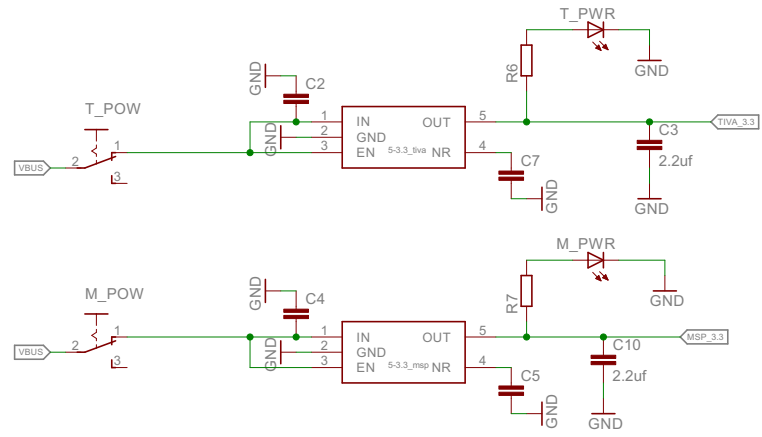 T_PWR
GND
R6
GND
C2
T_POW
1
2
3
VBUS
GND
1
2
3
IN
GND
EN
OUT
NR
5-3.3_tiva
5
4
C7
GND
C3
2.2uf
GND
TIVA_3.3
M_PWR
GND
R7
GND
C4
M_POW
1
2
3
VBUS
GND
1
2
3
IN
GND
EN
OUT
NR
5-3.3_msp
5
4
C5
GND
C10
2.2uf
GND
MSP_3.3